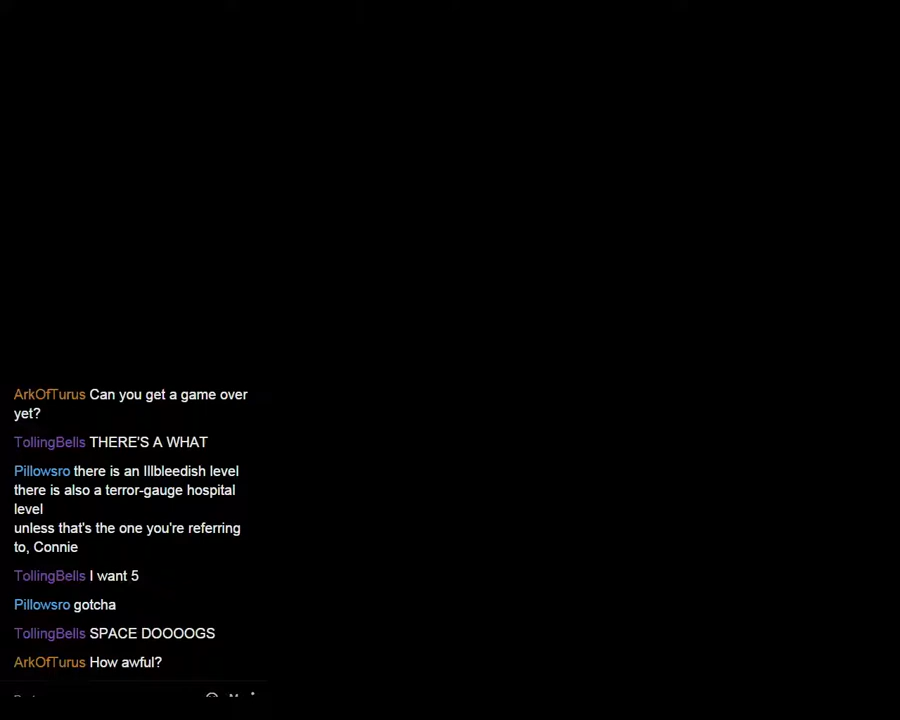 ArkOfTurus Can you get a game over
yet?
TollingBells THERE'S A WHAT
Pillowsro there is an Illbleedish level
there is also a terror-gauge hospital
level
unless that's the one you're referring
to, Connie
TollingBells I want 5
Pillowsro gotcha
TollingBells SPACE DOOOOGS
ArkOfTurus How awful?